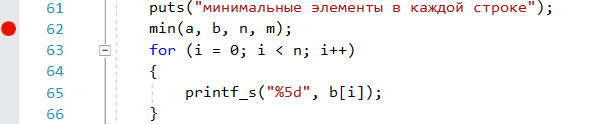 61 puts("минимальные элементы в каждой строке");
62 min(a, b, n, m);
63 for (i = 0; i < n; i++)
64 {
65 printf_s("%5d", b[i]);
66 }